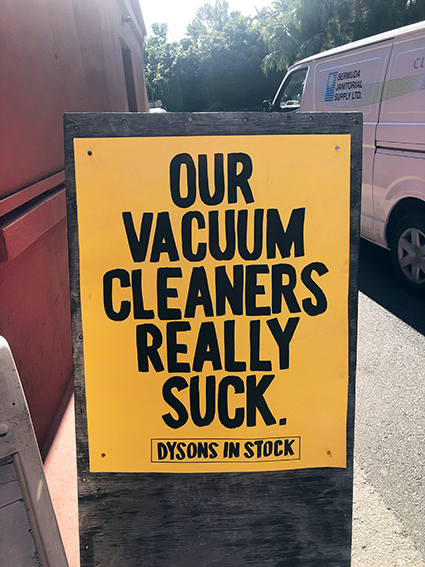 OUR
VACUUM
CLEANERS
REALLY
SUCK.
DYSONS IN STOCK
BERMUDA
JANITORIAL
SUPPLY LTD.